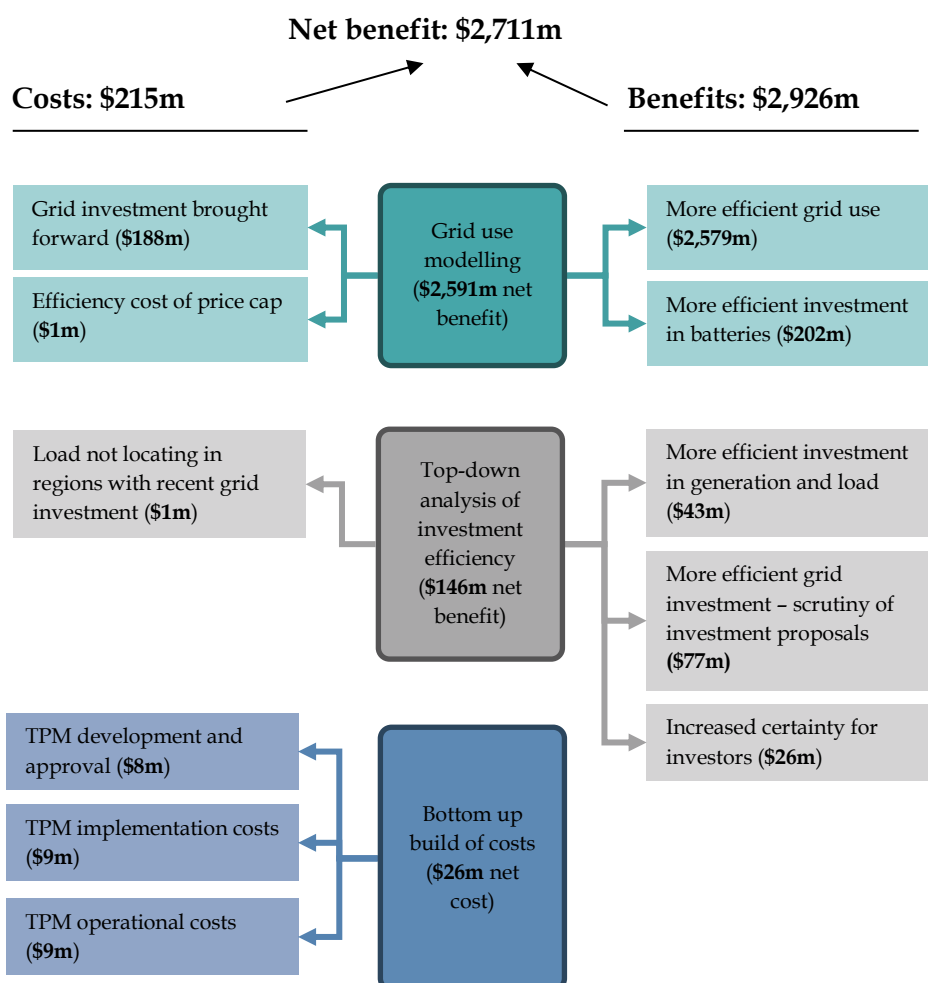 Net benefit: $2,711m
Costs: $215m
Benefits: $2,926m
Grid investment brought
forward ($188m)
Efficiency cost of price cap
($1m)
Grid use
modelling
($2,591m net
benefit)
More efficient grid use
($2,579m)
More efficient investment
in batteries ($202m)
Load not locating in
regions with recent grid
investment ($1m)
Top-down
analysis of
investment
efficiency
($146m net
benefit)
More efficient investment
in generation and load
($43m)
More efficient grid
investment – scrutiny of
investment proposals
($77m)
Increased certainty for
investors ($26m)
TPM development and
approval ($8m)
TPM implementation costs
($9m)
TPM operational costs
($9m)
Bottom up
build of costs
($26m net
cost)